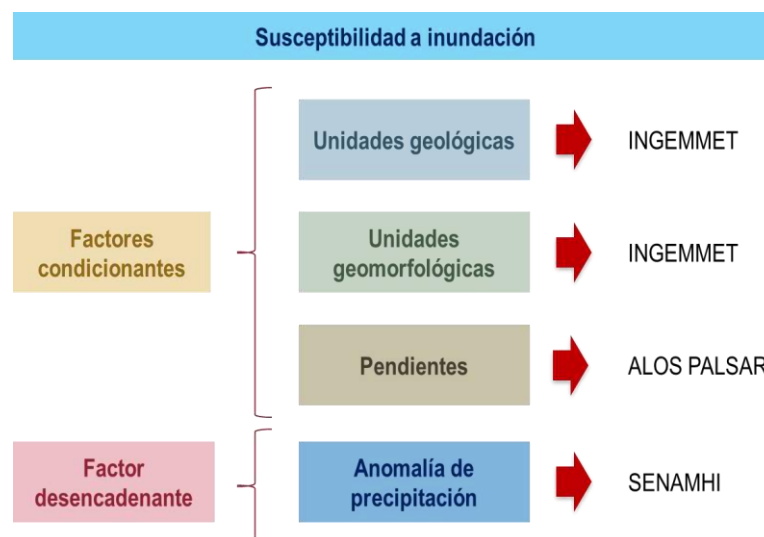 Susceptibilidad a inundación
Unidades geológicas
INGEMMET
Factores
condicionantes
Unidades
geomorfológicas
INGEMMET
Pendientes
ALOS PALSAR
Factor
desencadenante
Anomalía de
precipitación
SENAMHI